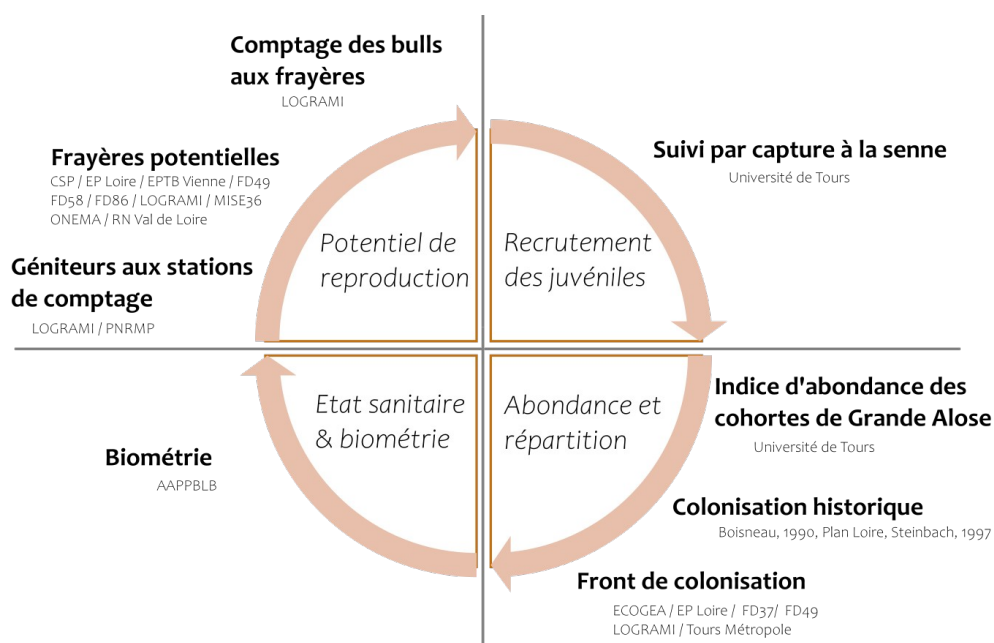 Comptage des bulls
aux frayères
LOGRAMI
Frayères potentielles
CSP / EP Loire / EPTB Vienne / FD49
FD58 / FD86 / LOGRAMI / MISE36
ONEMA / RN Val de Loire
Géniteurs aux stations
de comptage
LOGRAMI / PNRMP
Potentiel de
reproduction
Recrutement
des juvéniles
Suivi par capture à la senne
Université de Tours
Etat sanitaire
& biométrie
Abondance et
répartition
Indice d'abondance des
cohortes de Grande Alose
Université de Tours
Biométrie
AAPPBLB
Colonisation historique
Boisneau, 1990, Plan Loire, Steinbach, 1997
Front de colonisation
ECOGEA / EP Loire / FD37/ FD49
LOGRAMI / Tours Métropole